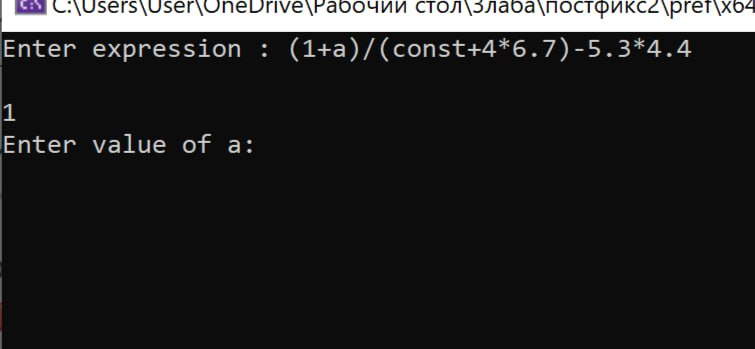 C:\Users\User\OneDrive\Рабочий стол\3лаба\постфикс2\pref\x64
Enter expression : (1+a)/(const+4*6.7)-5.3*4.4
1
Enter value of a: